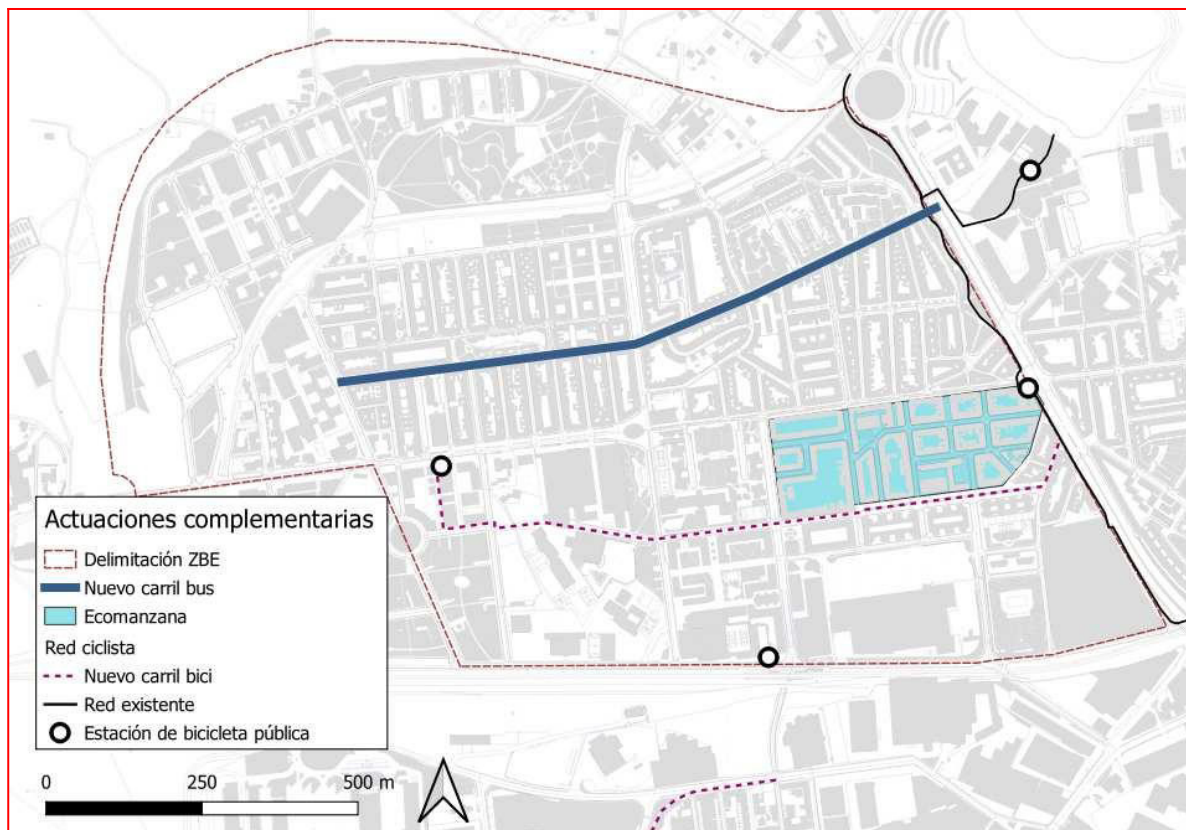 Actuaciones complementarias
Delimitación ZBE
Nuevo carril bus
Ecomanzana
Red ciclista
Nuevo carril bici
Red existente
Estación de bicicleta pública
0 250 500 m